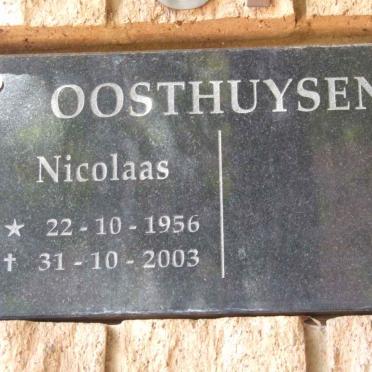 OOSTHUYSEN
Nicolaas
★ 22 - 10 - 1956
† 31 - 10 - 2003